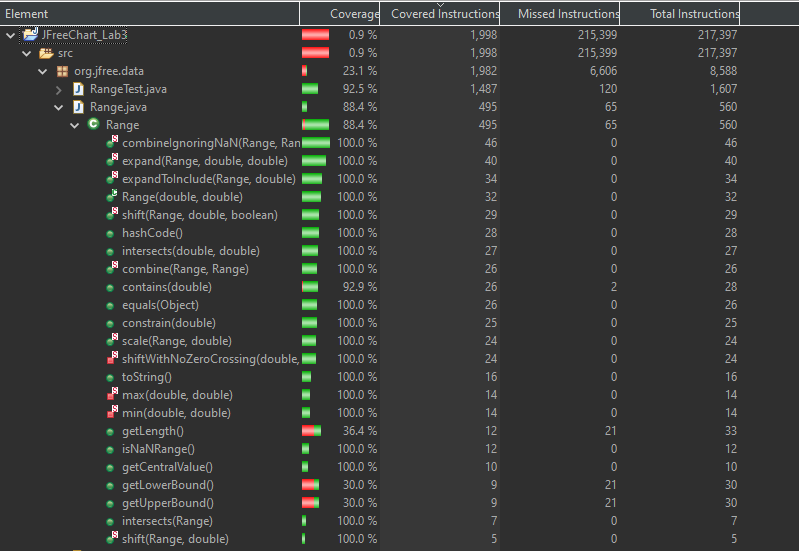 Element Coverage Covered Instructions Missed Instructions Total Instructions
JFreeChart_Lab3 0.9 % 1,998 215,399 217,397
src 0.9 % 1,998 215,399 217,397
org.jfree.data 23.1 % 1,982 6,606 8,588
RangeTest.java 92.5 % 1,487 120 1,607
Range.java 88.4 % 495 65 560
Range 88.4 % 495 65 560
combineIgnoringNaN(Range, Ran 100.0 % 46 0 46
expand(Range, double, double) 100.0 % 40 0 40
expandToInclude(Range, double) 100.0 % 34 0 34
Range(double, double) 100.0 % 32 0 32
shift(Range, double, boolean) 100.0 % 29 0 29
hashCode() 100.0 % 28 0 28
intersects(double, double) 100.0 % 27 0 27
combine(Range, Range) 100.0 % 26 0 26
contains(double) 92.9 % 26 2 28
equals(Object) 100.0 % 26 0 26
constrain(double) 100.0 % 25 0 25
scale(Range, double) 100.0 % 24 0 24
shiftWithNoZeroCrossing(double, 100.0 % 24 0 24
toString() 100.0 % 16 0 16
max(double, double) 100.0 % 14 0 14
min(double, double) 100.0 % 14 0 14
getLength() 36.4 % 12 21 33
isNaNRange() 100.0 % 12 0 12
getCentralValue() 100.0 % 10 0 10
getLowerBound() 30.0 % 9 21 30
getUpperBound() 30.0 % 9 21 30
intersects(Range) 100.0 % 7 0 7
shift(Range, double) 100.0 % 5 0 5